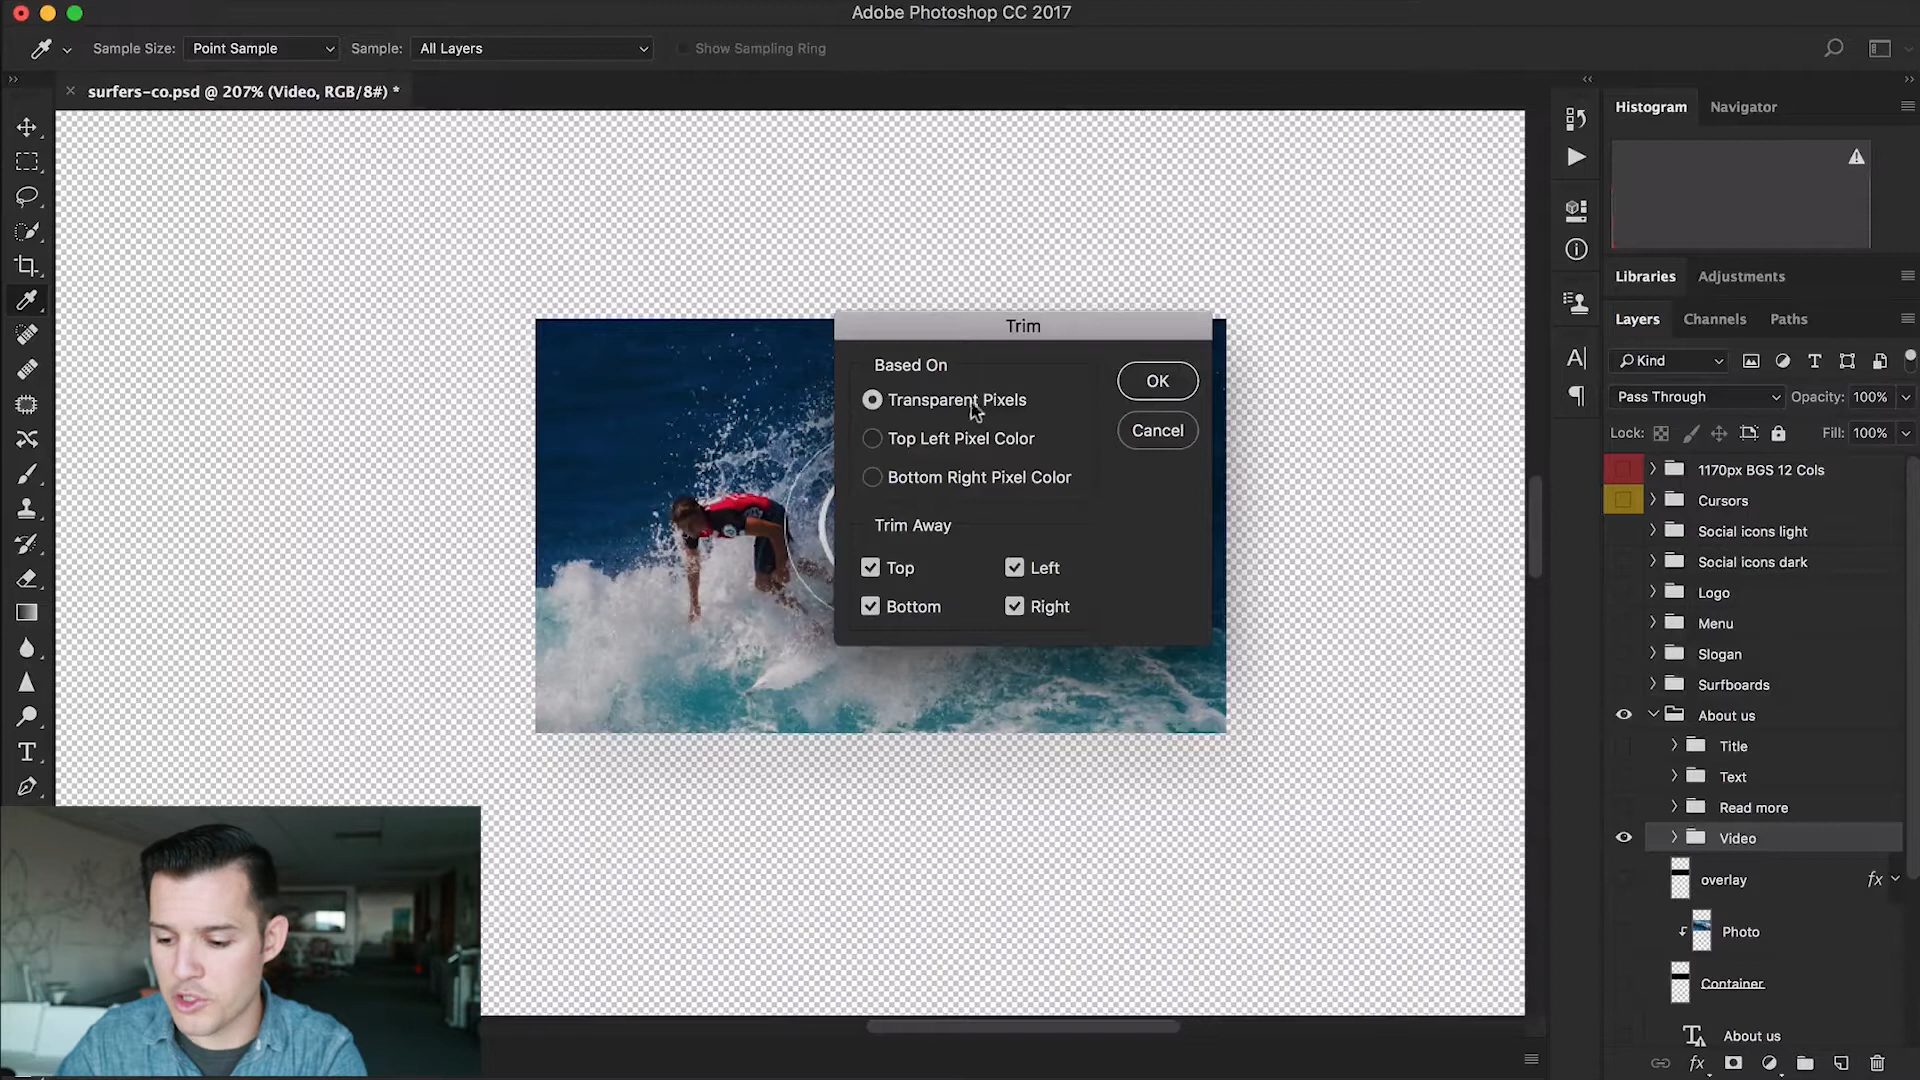 Adobe Photoshop CC 2017
Sample Size: Point Sample Sample: All Layers Show Sampling Ring
surfers-co.psd @ 207% (Video, RGB/8#) *
Histogram Navigator
Libraries Adjustments
Layers Channels Paths
Kind
Pass Through Opacity: 100%
Lock: Fill: 100%
1170px BGS 12 Cols
Cursors
Social icons light
Social icons dark
Logo
Menu
Slogan
Surfboards
About us
Title
Text
Read more
Video
overlay fx
Photo
Container
About us
fx
Trim
Based On
Transparent Pixels
Top Left Pixel Color
Bottom Right Pixel Color
OK
Cancel
Trim Away
Top Left
Bottom Right